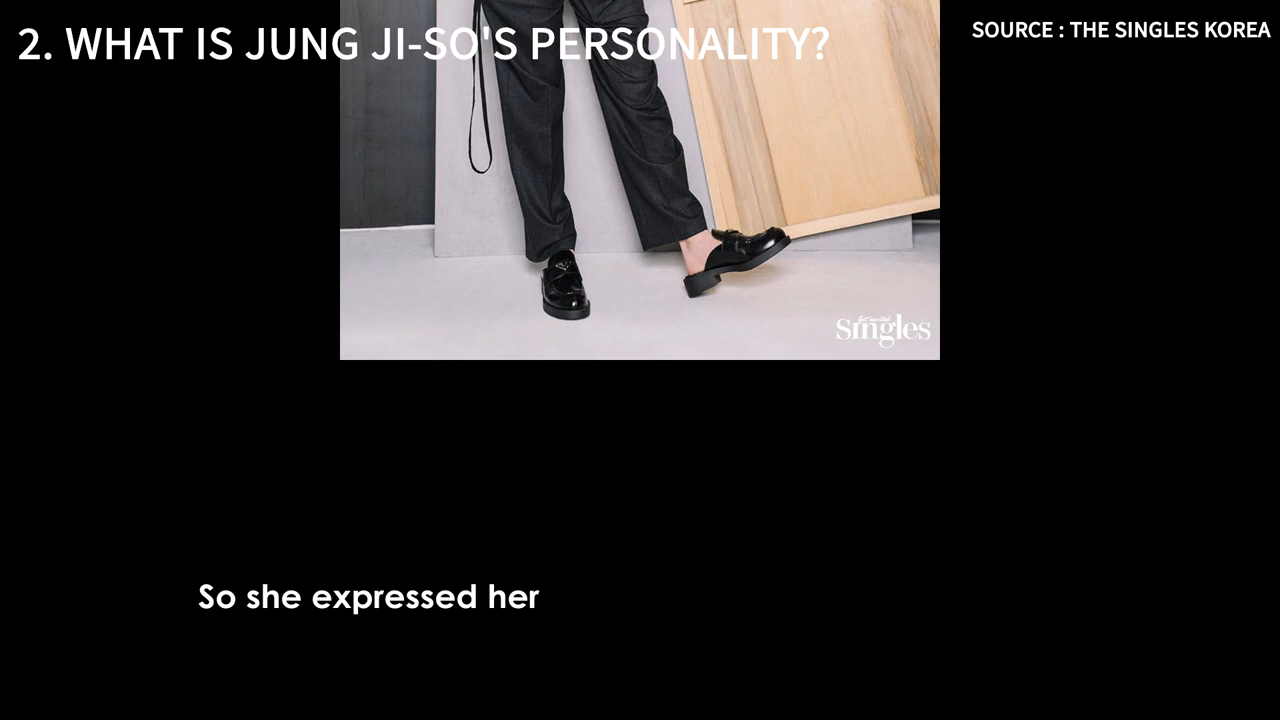 2. WHAT IS JUNG JI-SO'S PERSONALITY?
SOURCE : THE SINGLES KOREA
Singles
So she expressed her